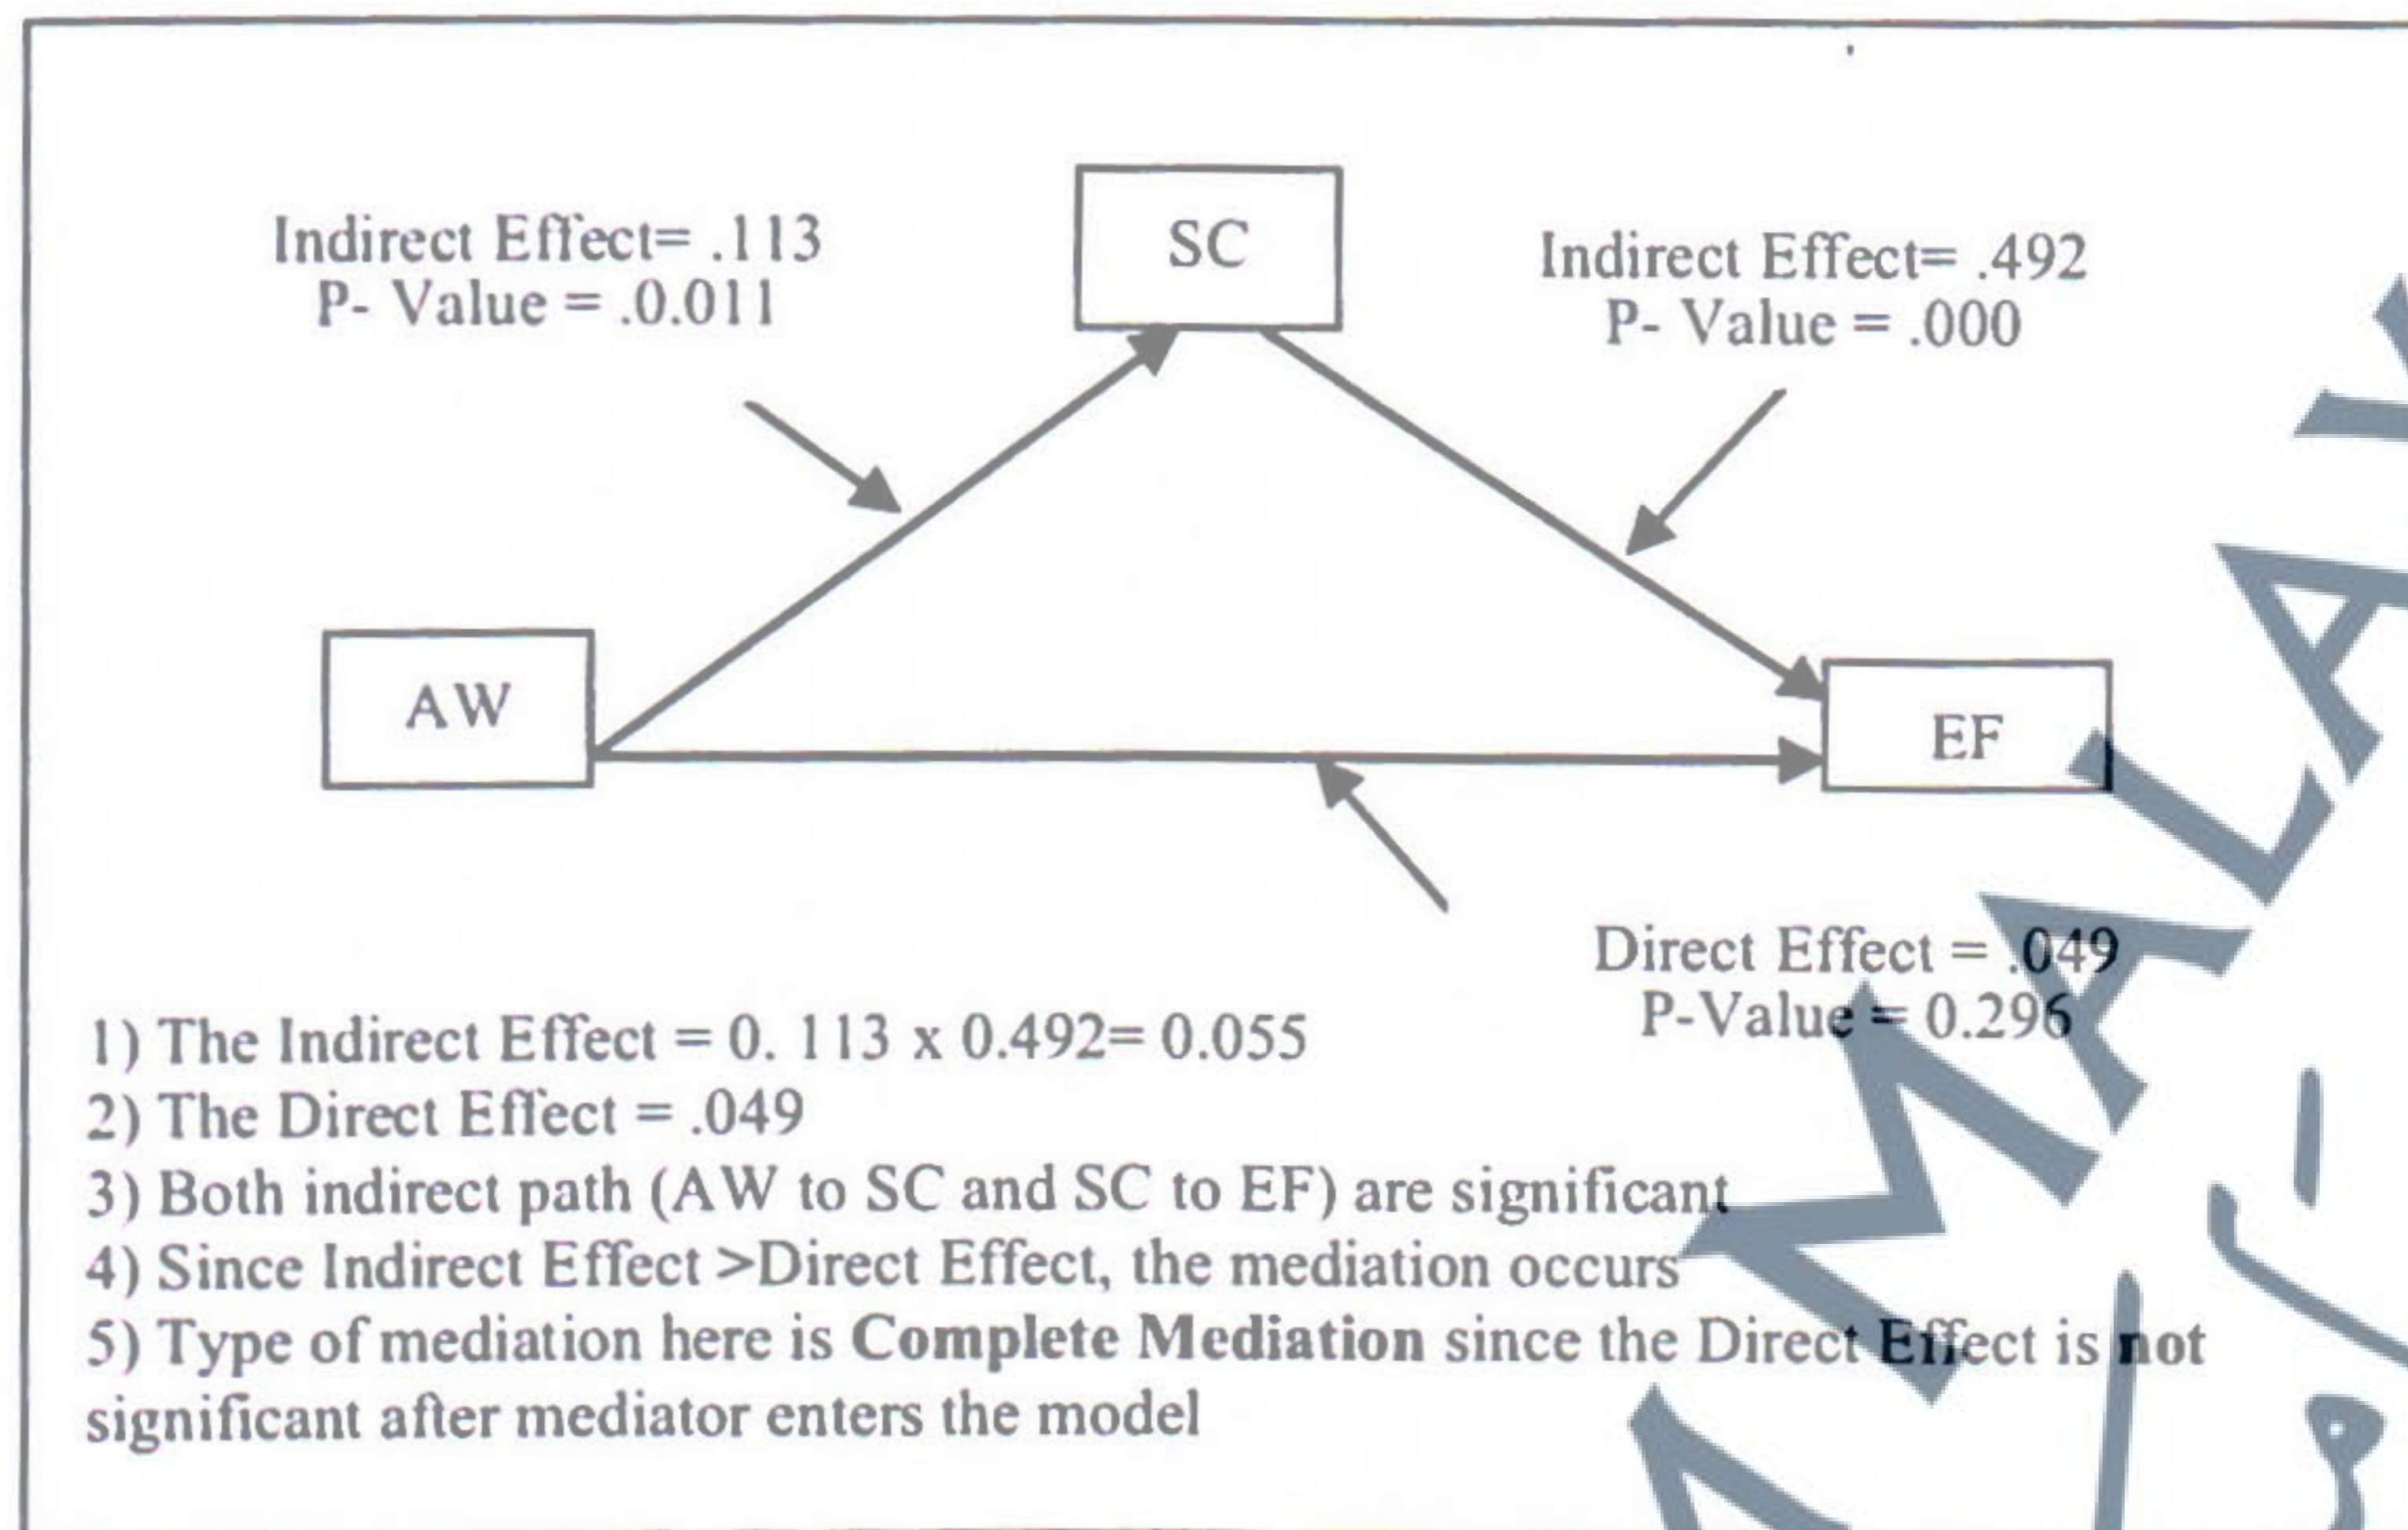 Indirect Effect= .113
P- Value = .0.011
SC
Indirect Effect= .492
P- Value = .000
AW
EF
Direct Effect = .049
P-Value = 0.296
1) The Indirect Effect = 0. 113 x 0.492= 0.055
2) The Direct Effect = .049
3) Both indirect path (AW to SC and SC to EF) are significant
4) Since Indirect Effect >Direct Effect, the mediation occurs
5) Type of mediation here is Complete Mediation since the Direct Effect is not
significant after mediator enters the model
MALAY